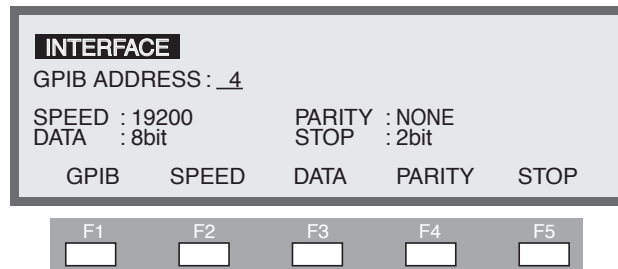 INTERFACE
GPIB ADDRESS : 4
SPEED : 19200 PARITY : NONE
DATA : 8bit STOP : 2bit
GPIB SPEED DATA PARITY STOP
F1 F2 F3 F4 F5